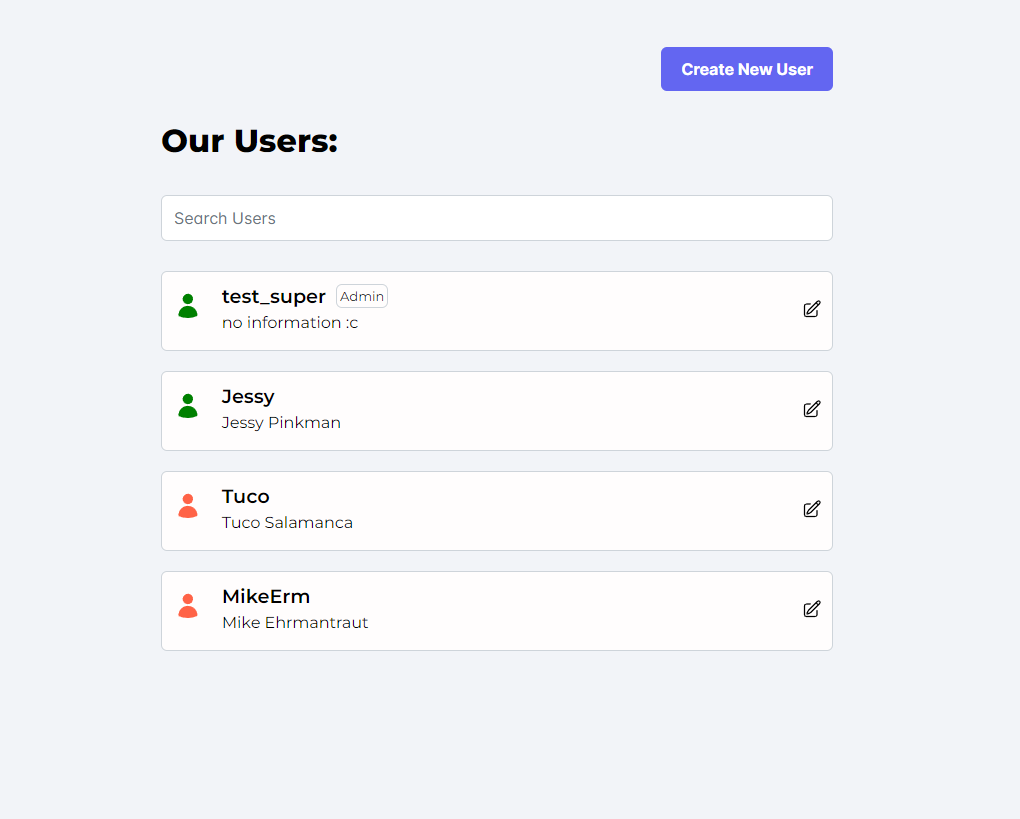 Create New User
Our Users:
Search Users
test_super Admin
no information :c
Jessy
Jessy Pinkman
Tuco
Tuco Salamanca
MikeErm
Mike Ehrmantraut